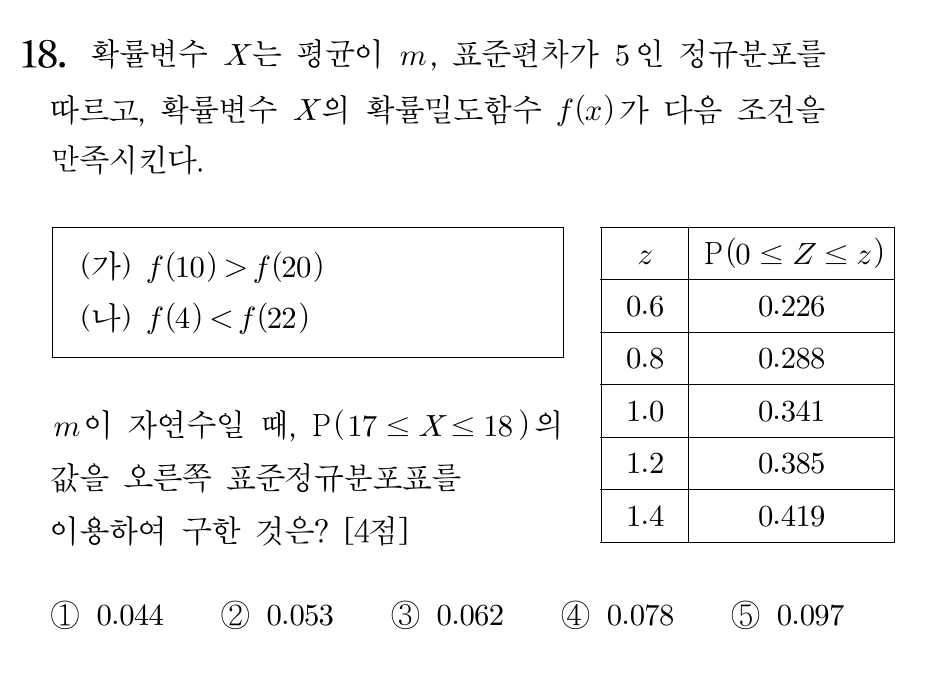 18. 확률변수 X는 평균이 m, 표준편차가 5인 정규분포를
따르고, 확률변수 X의 확률밀도함수 f(x)가 다음 조건을
만족시킨다.
(가) f(10) > f(20)
(나) f(4) < f(22)
z P(0 ≤ Z ≤ z)
0.6 0.226
0.8 0.288
1.0 0.341
1.2 0.385
1.4 0.419
m이 자연수일 때, P(17 ≤ X ≤ 18)의
값을 오른쪽 표준정규분포표를
이용하여 구한 것은? [4점]
① 0.044 ② 0.053 ③ 0.062 ④ 0.078 ⑤ 0.097